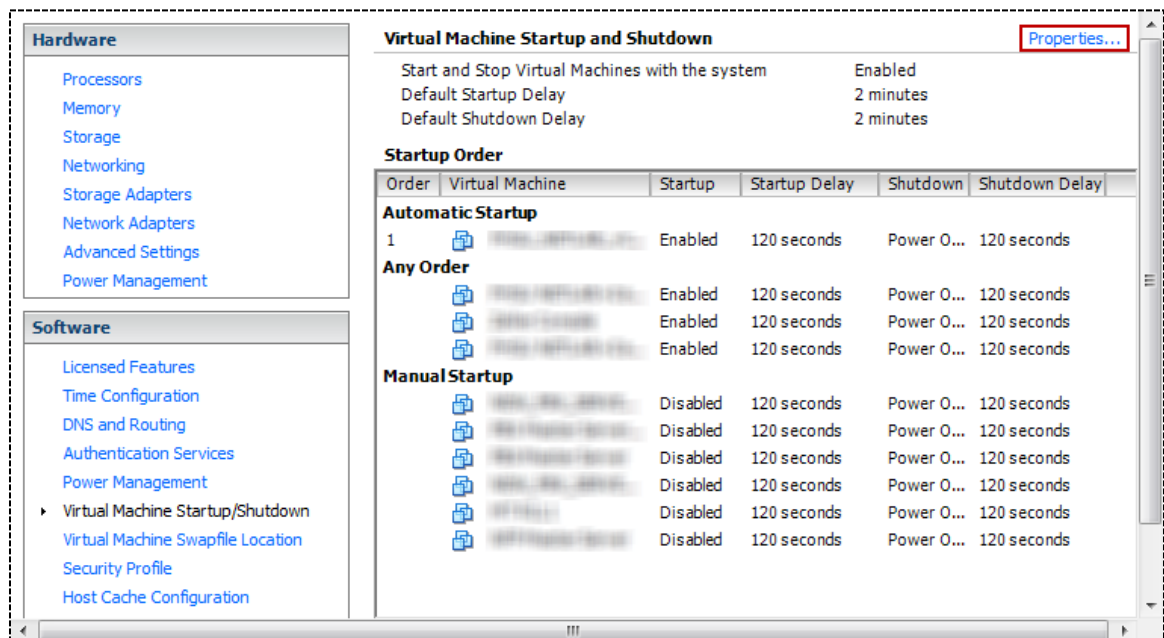 Hardware
Processors
Memory
Storage
Networking
Storage Adapters
Network Adapters
Advanced Settings
Power Management
Software
Licensed Features
Time Configuration
DNS and Routing
Authentication Services
Power Management
Virtual Machine Startup/Shutdown
Virtual Machine Swapfile Location
Security Profile
Host Cache Configuration
Virtual Machine Startup and Shutdown Properties...
Start and Stop Virtual Machines with the system Enabled
Default Startup Delay 2 minutes
Default Shutdown Delay 2 minutes
Startup Order
Order Virtual Machine Startup Startup Delay Shutdown Shutdown Delay
Automatic Startup
1 Enabled 120 seconds Power O... 120 seconds
Any Order
Enabled 120 seconds Power O... 120 seconds
Enabled 120 seconds Power O... 120 seconds
Enabled 120 seconds Power O... 120 seconds
Manual Startup
Disabled 120 seconds Power O... 120 seconds
Disabled 120 seconds Power O... 120 seconds
Disabled 120 seconds Power O... 120 seconds
Disabled 120 seconds Power O... 120 seconds
Disabled 120 seconds Power O... 120 seconds
Disabled 120 seconds Power O... 120 seconds